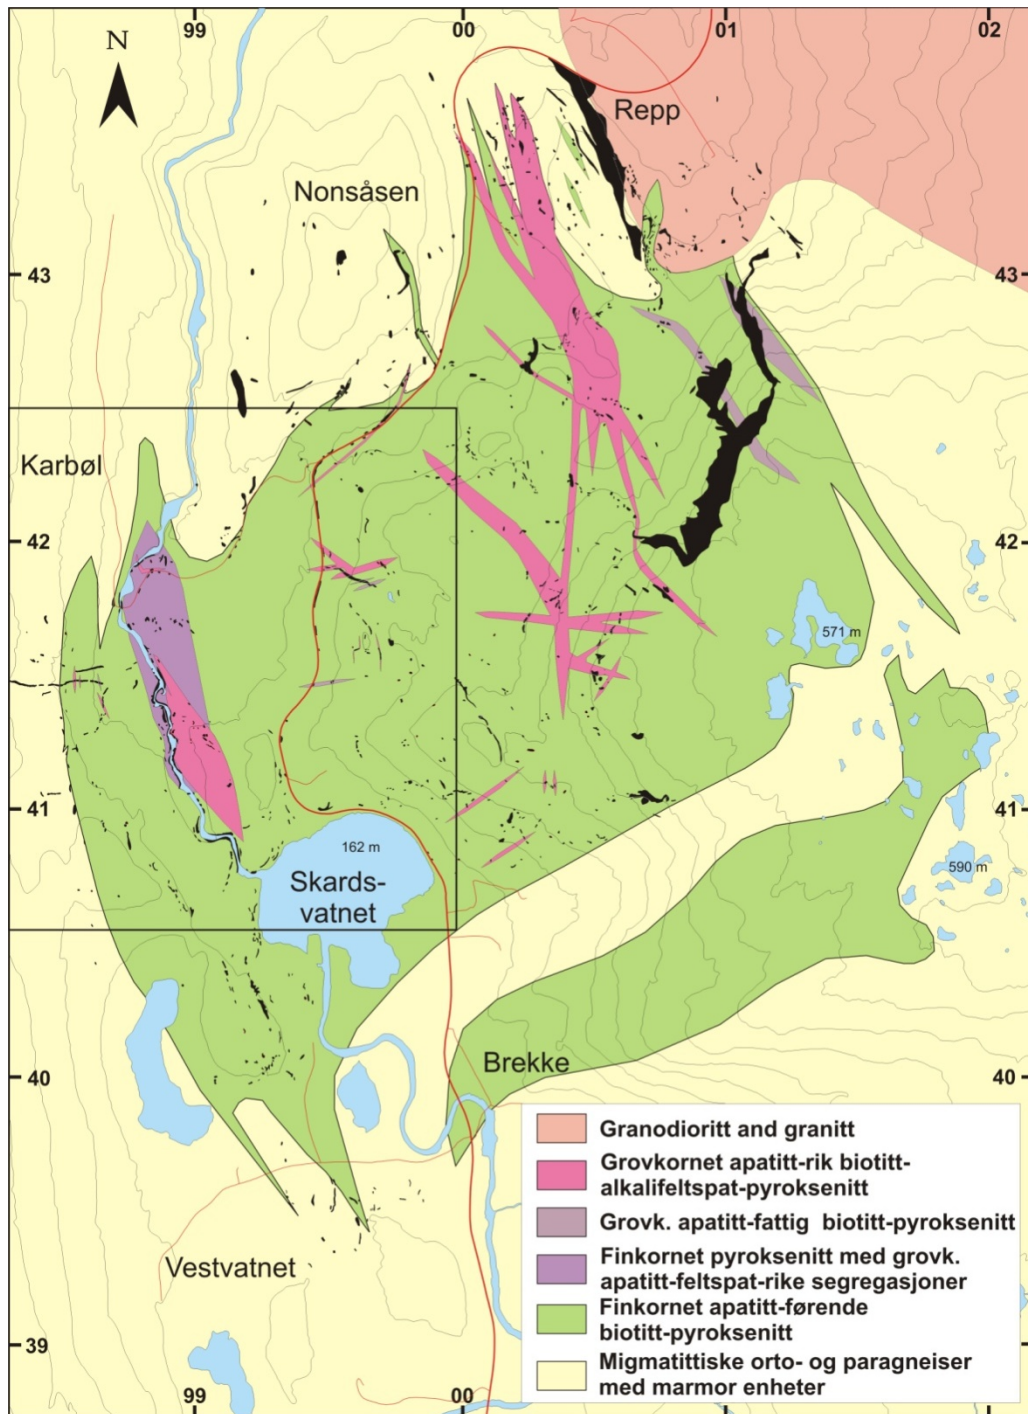 99
00
01
02
N
Repp
Nonsåsen
43
43
Karbøl
42
42
571 m
41
41
162 m
590 m
Skards-
vatnet
40
Brekke
40
Granodioritt and granitt
Grovkornet apatitt-rik biotitt-
alkalifeltspat-pyroksenitt
Grovk. apatitt-fattig biotitt-pyroksenitt
Finkornet pyroksenitt med grovk.
apatitt-feltspat-rike segregasjoner
Finkornet apatitt-førende
biotitt-pyroksenitt
Migmatittiske orto- og paragneiser
med marmor enheter
Vestvatnet
39
99
00